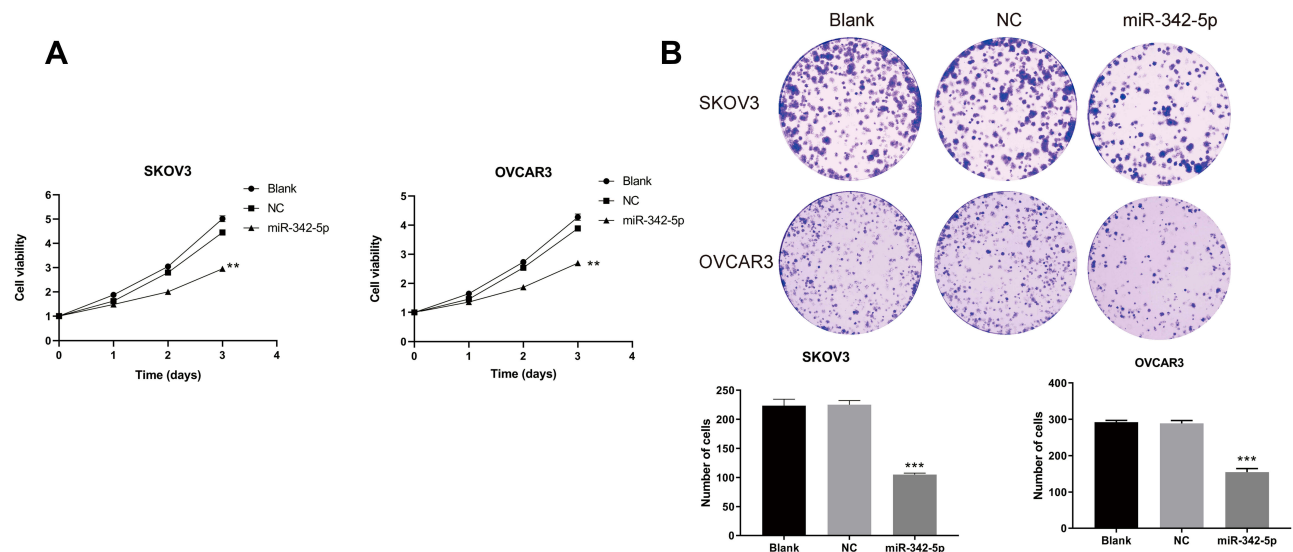 A
SKOV3
Cell viability
6
5
4
3
2
1
0
0 1 2 3 4
Time (days)
Blank
NC
miR-342-5p
**
OVCAR3
Cell viability
5
4
3
2
1
0
0 1 2 3 4
Time (days)
Blank
NC
miR-342-5p
**
B
Blank NC miR-342-5p
SKOV3
OVCAR3
SKOV3
Number of cells
250
200
150
100
50
0
***
Blank NC miR-342-5p
OVCAR3
Number of cells
400
300
200
100
0
***
Blank NC miR-342-5p